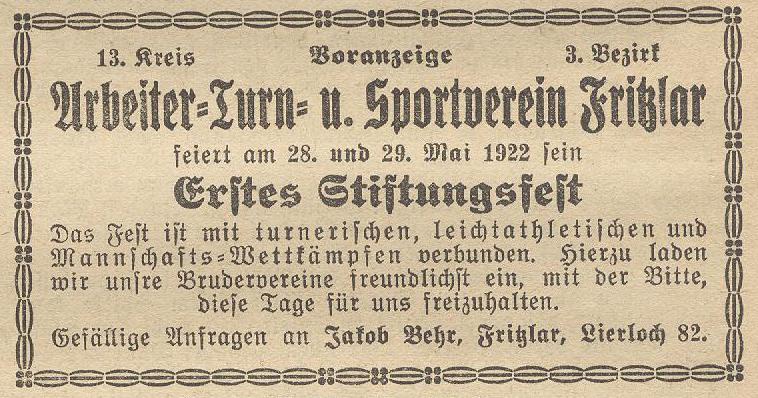 13. Kreis Voranzeige 3. Bezirk
Arbeiter-Turn- u. Sportverein Fritzlar
feiert am 28. und 29. Mai 1922 sein
Erstes Stiftungsfest
Das Fest ist mit turnerischen, leichtathletischen und
Mannschafts-Wettkämpfen verbunden. Hierzu laden
wir unsre Brudervereine freundlichst ein, mit der Bitte,
diese Tage für uns freizuhalten.
Gefällige Anfragen an Jakob Behr, Fritzlar, Lierloch 82.